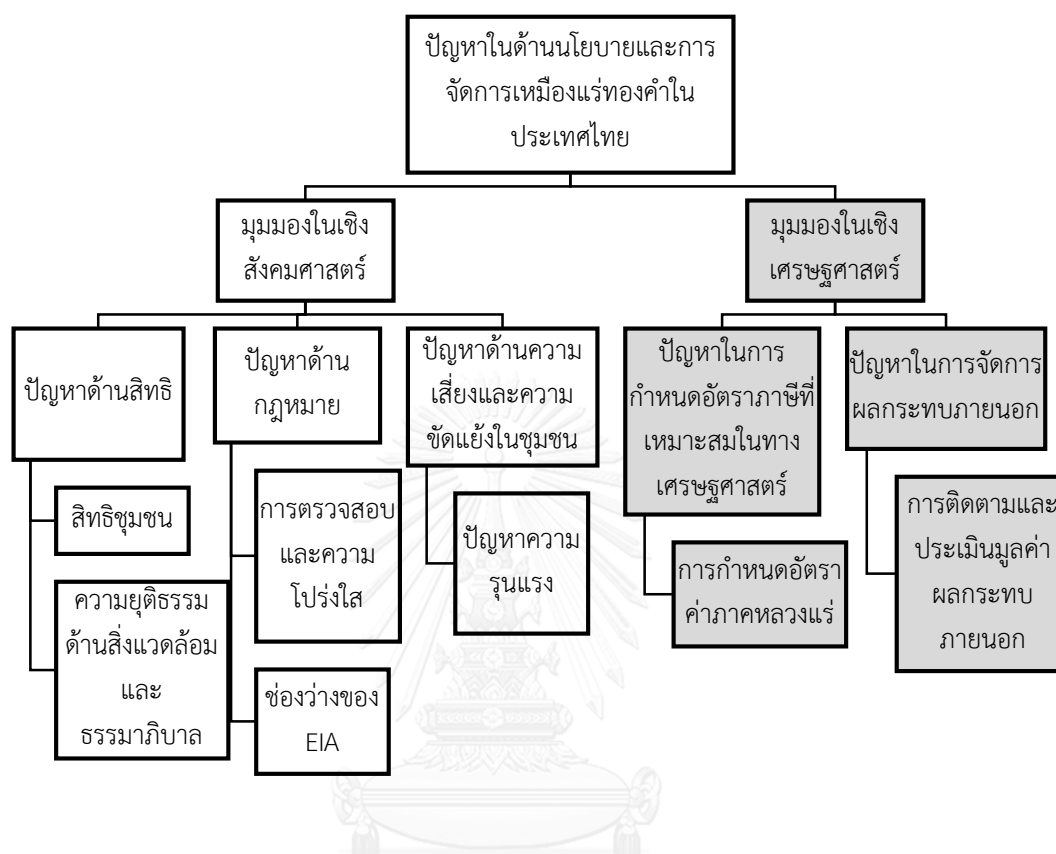 ปัญหาในด้านนโยบายและการ
จัดการเหมืองแร่ทองคำใน
ประเทศไทย
มุมมองในเชิง
สังคมศาสตร์
มุมมองในเชิง
เศรษฐศาสตร์
ปัญหาด้านสิทธิ
ปัญหาด้าน
กฎหมาย
ปัญหาด้านความ
เสี่ยงและความ
ขัดแย้งในชุมชน
ปัญหาในการ
กำหนดอัตราภาษีที่
เหมาะสมในทาง
เศรษฐศาสตร์
ปัญหาในการจัดการ
ผลกระทบภายนอก
สิทธิชุมชน
ความยุติธรรม
ด้านสิ่งแวดล้อม
และ
ธรรมาภิบาล
การตรวจสอบ
และความ
โปร่งใส
ช่องว่างของ
EIA
ปัญหาความ
รุนแรง
การกำหนดอัตรา
ค่าภาคหลวงแร่
การติดตามและ
ประเมินมูลค่า
ผลกระทบ
ภายนอก